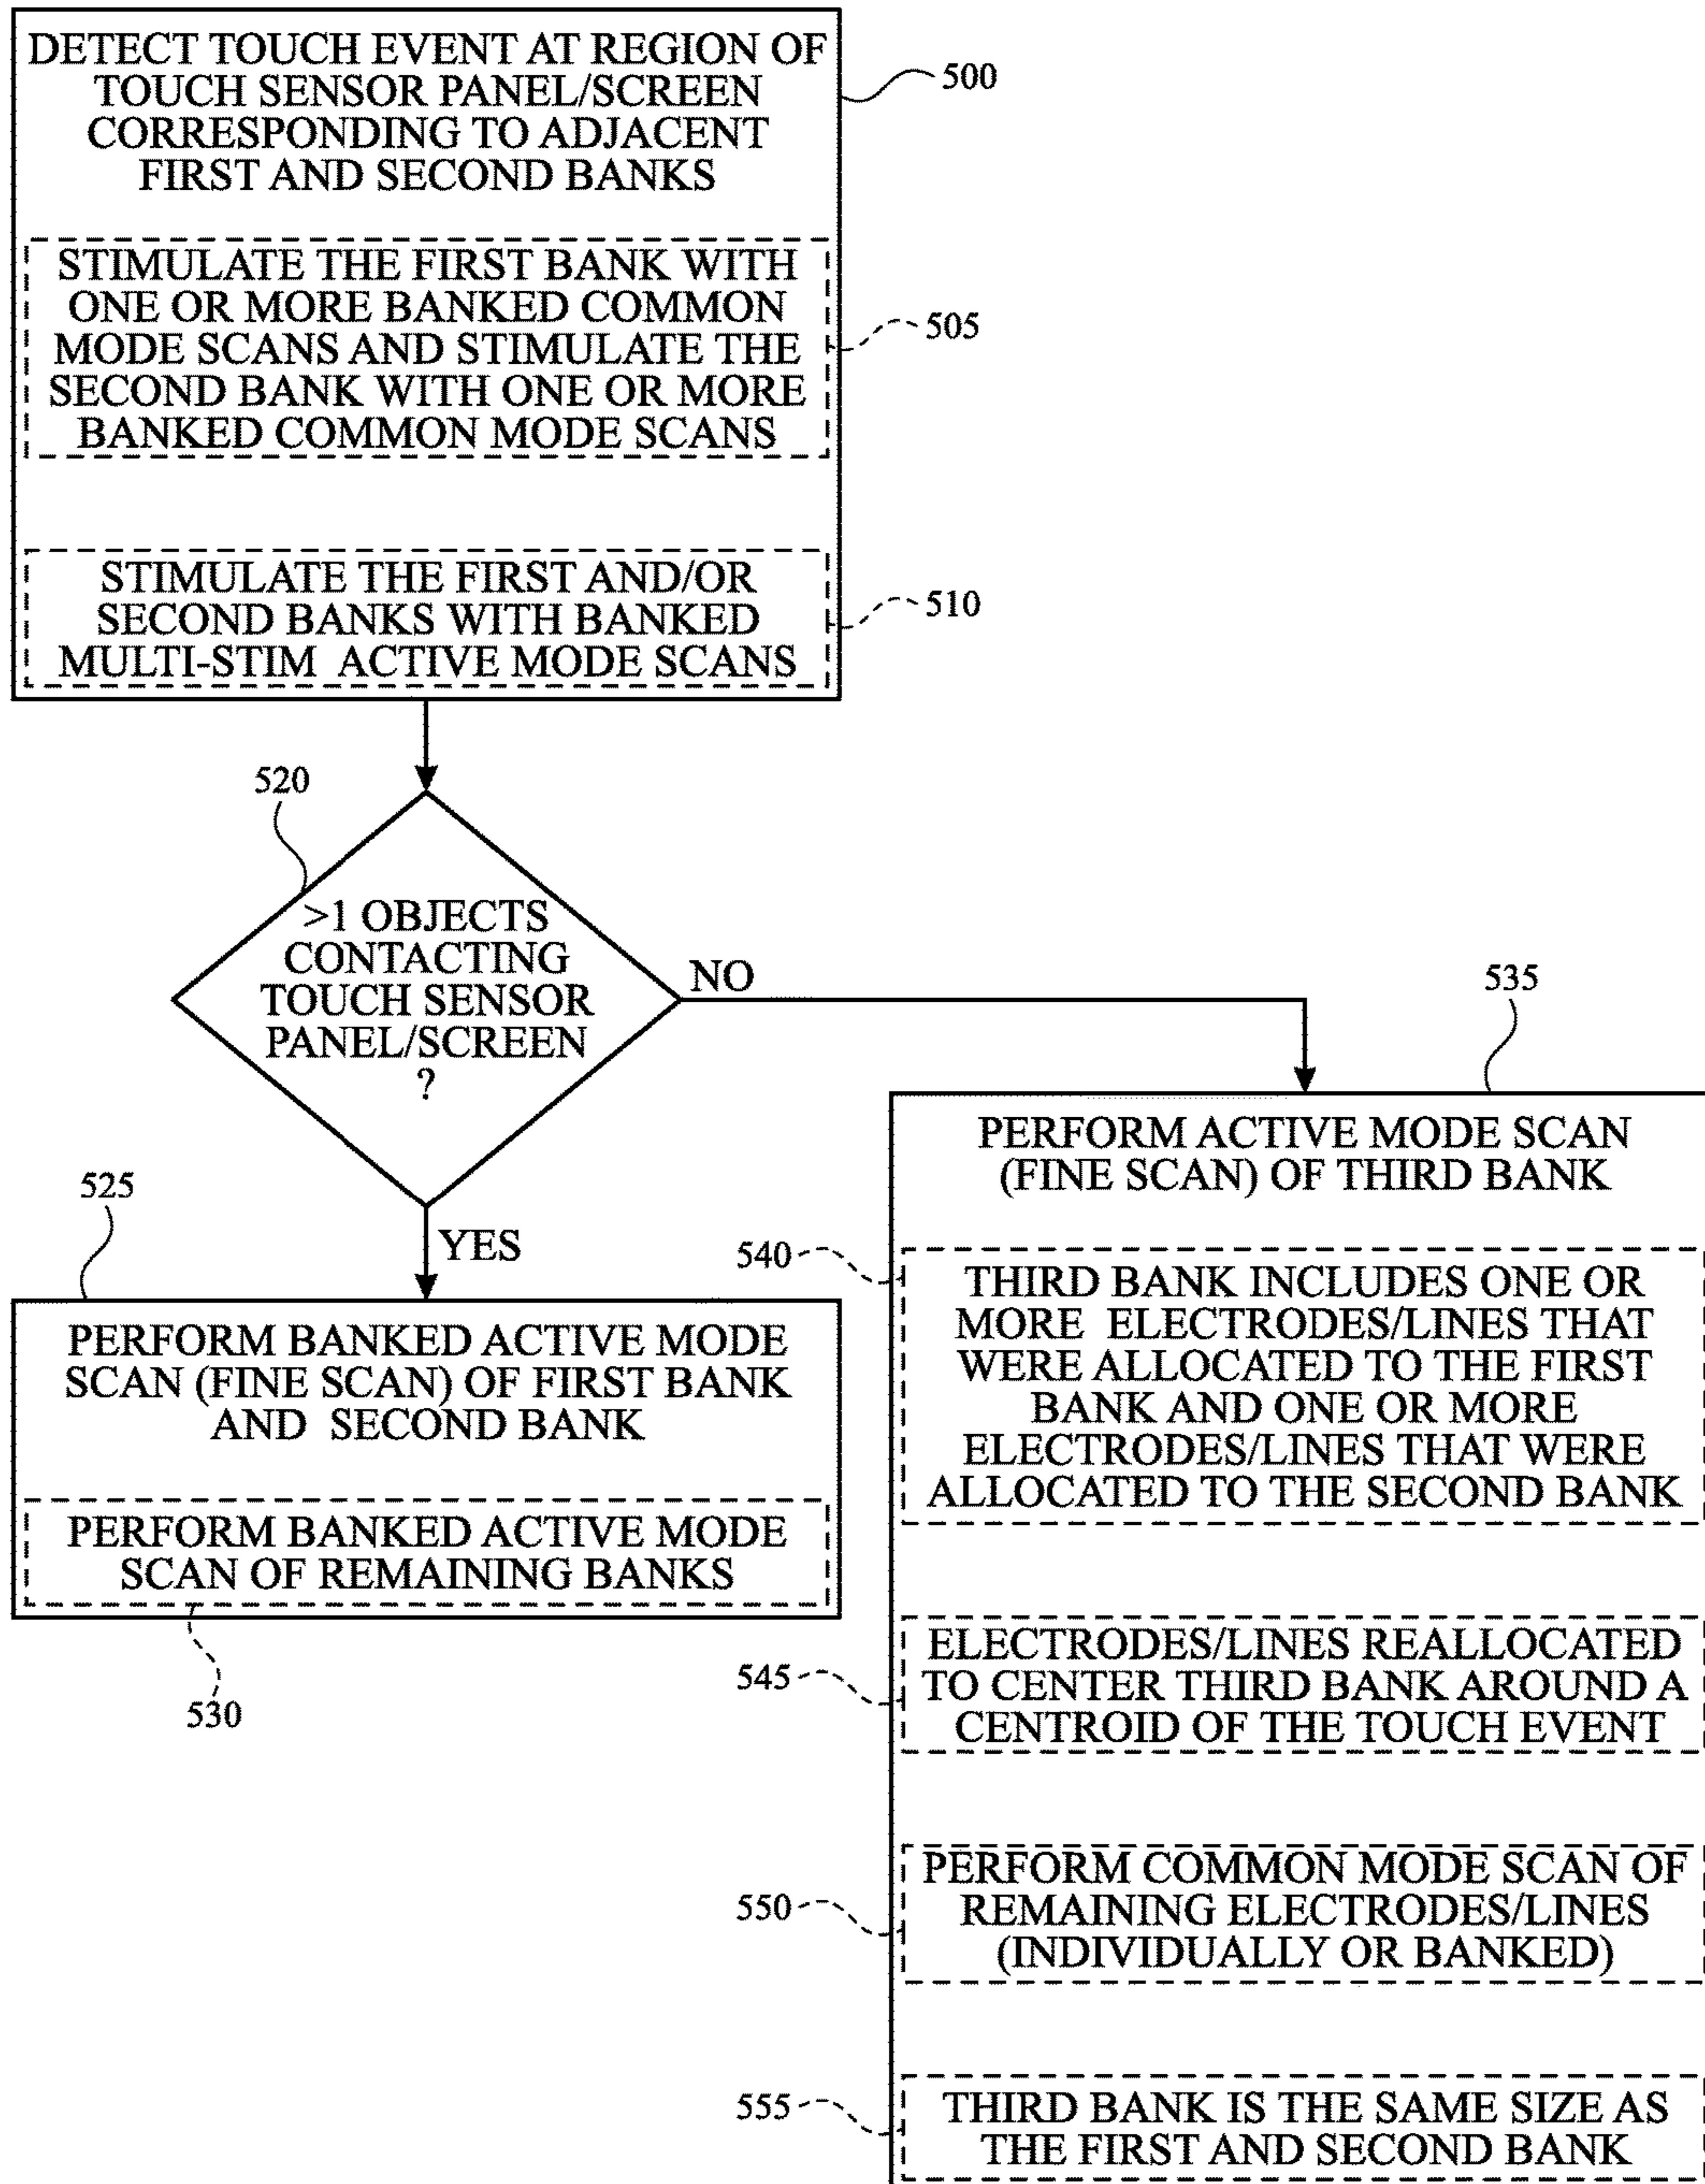 DETECT TOUCH EVENT AT REGION OF
TOUCH SENSOR PANEL/SCREEN
CORRESPONDING TO ADJACENT
FIRST AND SECOND BANKS
500
STIMULATE THE FIRST BANK WITH
ONE OR MORE BANKED COMMON
MODE SCANS AND STIMULATE THE
SECOND BANK WITH ONE OR MORE
BANKED COMMON MODE SCANS
505
STIMULATE THE FIRST AND/OR
SECOND BANKS WITH BANKED
MULTI-STIM ACTIVE MODE SCANS
510
520
>1 OBJECTS
CONTACTING
TOUCH SENSOR
PANEL/SCREEN
?
NO
YES
525
PERFORM BANKED ACTIVE MODE
SCAN (FINE SCAN) OF FIRST BANK
AND SECOND BANK
PERFORM BANKED ACTIVE MODE
SCAN OF REMAINING BANKS
530
535
PERFORM ACTIVE MODE SCAN
(FINE SCAN) OF THIRD BANK
540
THIRD BANK INCLUDES ONE OR
MORE ELECTRODES/LINES THAT
WERE ALLOCATED TO THE FIRST
BANK AND ONE OR MORE
ELECTRODES/LINES THAT WERE
ALLOCATED TO THE SECOND BANK
545
ELECTRODES/LINES REALLOCATED
TO CENTER THIRD BANK AROUND A
CENTROID OF THE TOUCH EVENT
550
PERFORM COMMON MODE SCAN OF
REMAINING ELECTRODES/LINES
(INDIVIDUALLY OR BANKED)
555
THIRD BANK IS THE SAME SIZE AS
THE FIRST AND SECOND BANK